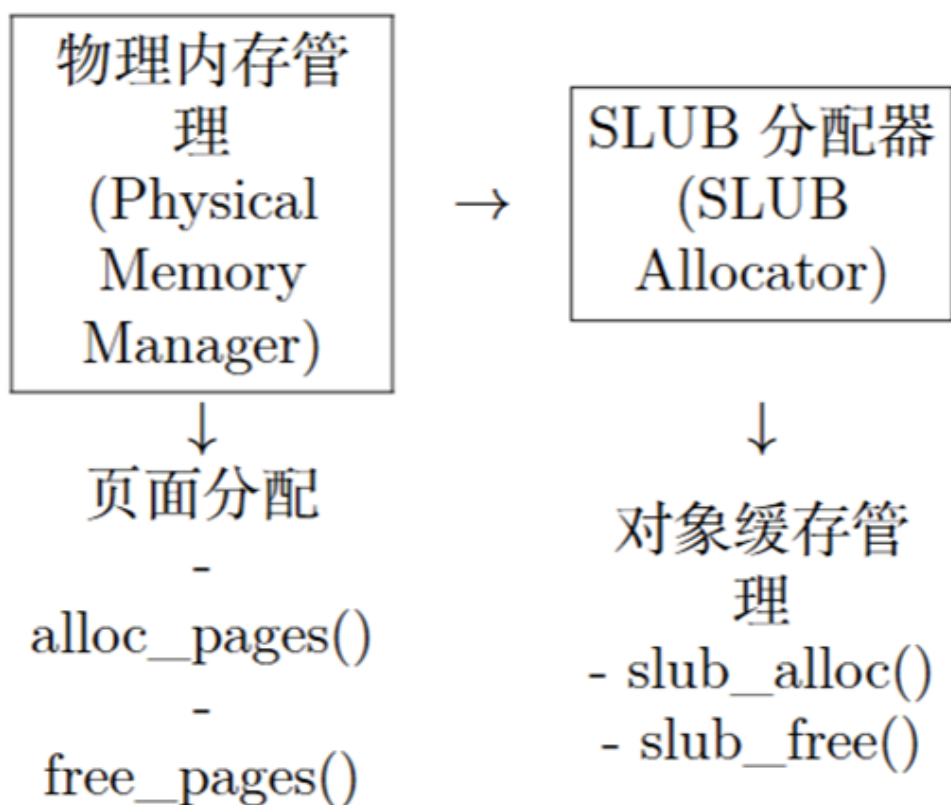 物理内存管
理
(Physical
Memory
Manager)
→
SLUB 分配器
(SLUB
Allocator)
↓
页面分配
-
alloc_pages()
-
free_pages()
↓
对象缓存管
理
- slub_alloc()
- slub_free()